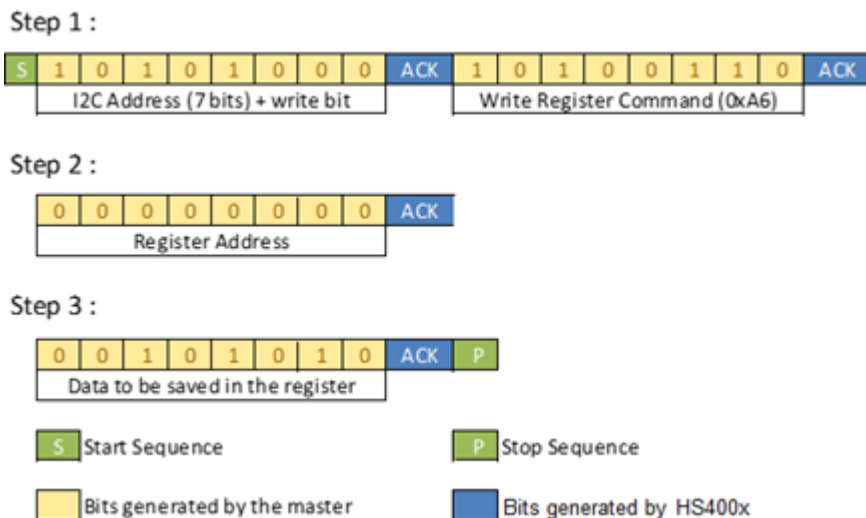 Step 1 :
S 1 0 1 0 1 0 0 0 ACK 1 0 1 0 0 1 1 0 ACK
I2C Address (7 bits) + write bit Write Register Command (0xA6)
Step 2 :
0 0 0 0 0 0 0 0 ACK
Register Address
Step 3 :
0 0 1 0 1 0 1 0 ACK P
Data to be saved in the register
S Start Sequence P Stop Sequence
Bits generated by the master Bits generated by HS400x